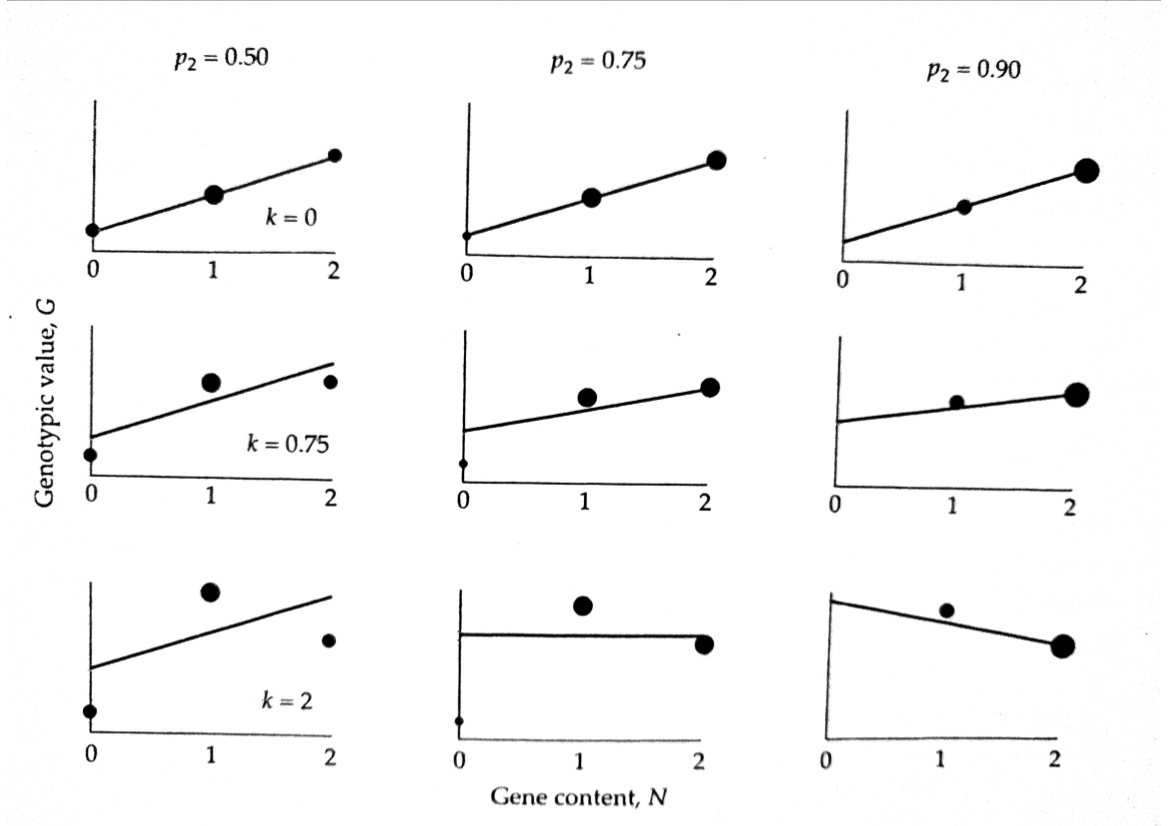 p₂ = 0.50 p₂ = 0.75 p₂ = 0.90
k = 0
0 1 2 0 1 2 0 1 2
Genotypic value, G
k = 0.75
0 1 2 0 1 2 0 1 2
k = 2
0 1 2 0 1 2 0 1 2
Gene content, N